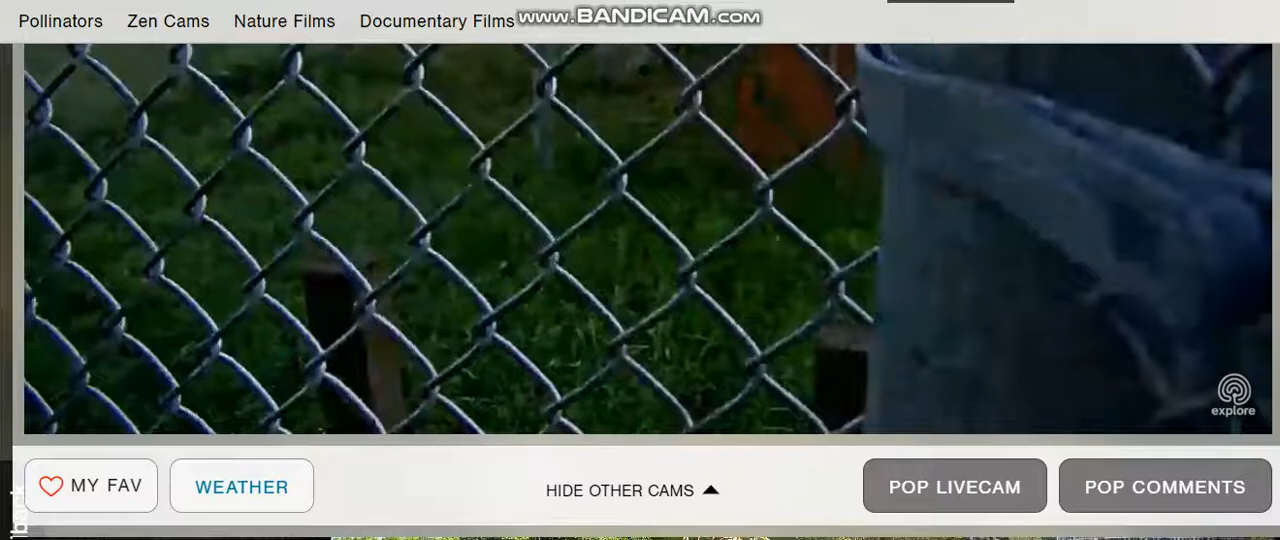 Pollinators Zen Cams Nature Films Documentary Films
www.BANDICAM.com
explore
MY FAV WEATHER HIDE OTHER CAMS POP LIVECAM POP COMMENTS